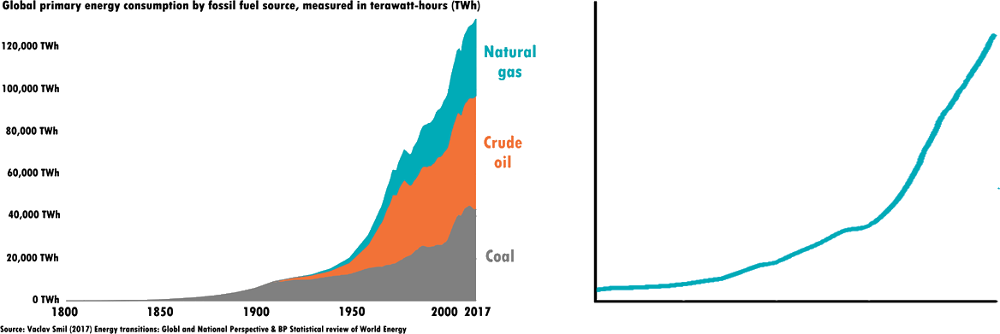 Global primary energy consumption by fossil fuel source, measured in terawatt-hours (TWh)
120,000 TWh
100,000 TWh
80,000 TWh
60,000 TWh
40,000 TWh
20,000 TWh
0 TWh
1800 1850 1900 1950 2000 2017
Natural
gas
Crude
oil
Coal
Source: Vaclav Smil (2017) Energy transitions: Globl and National Perspective & BP Statistical review of World Energy